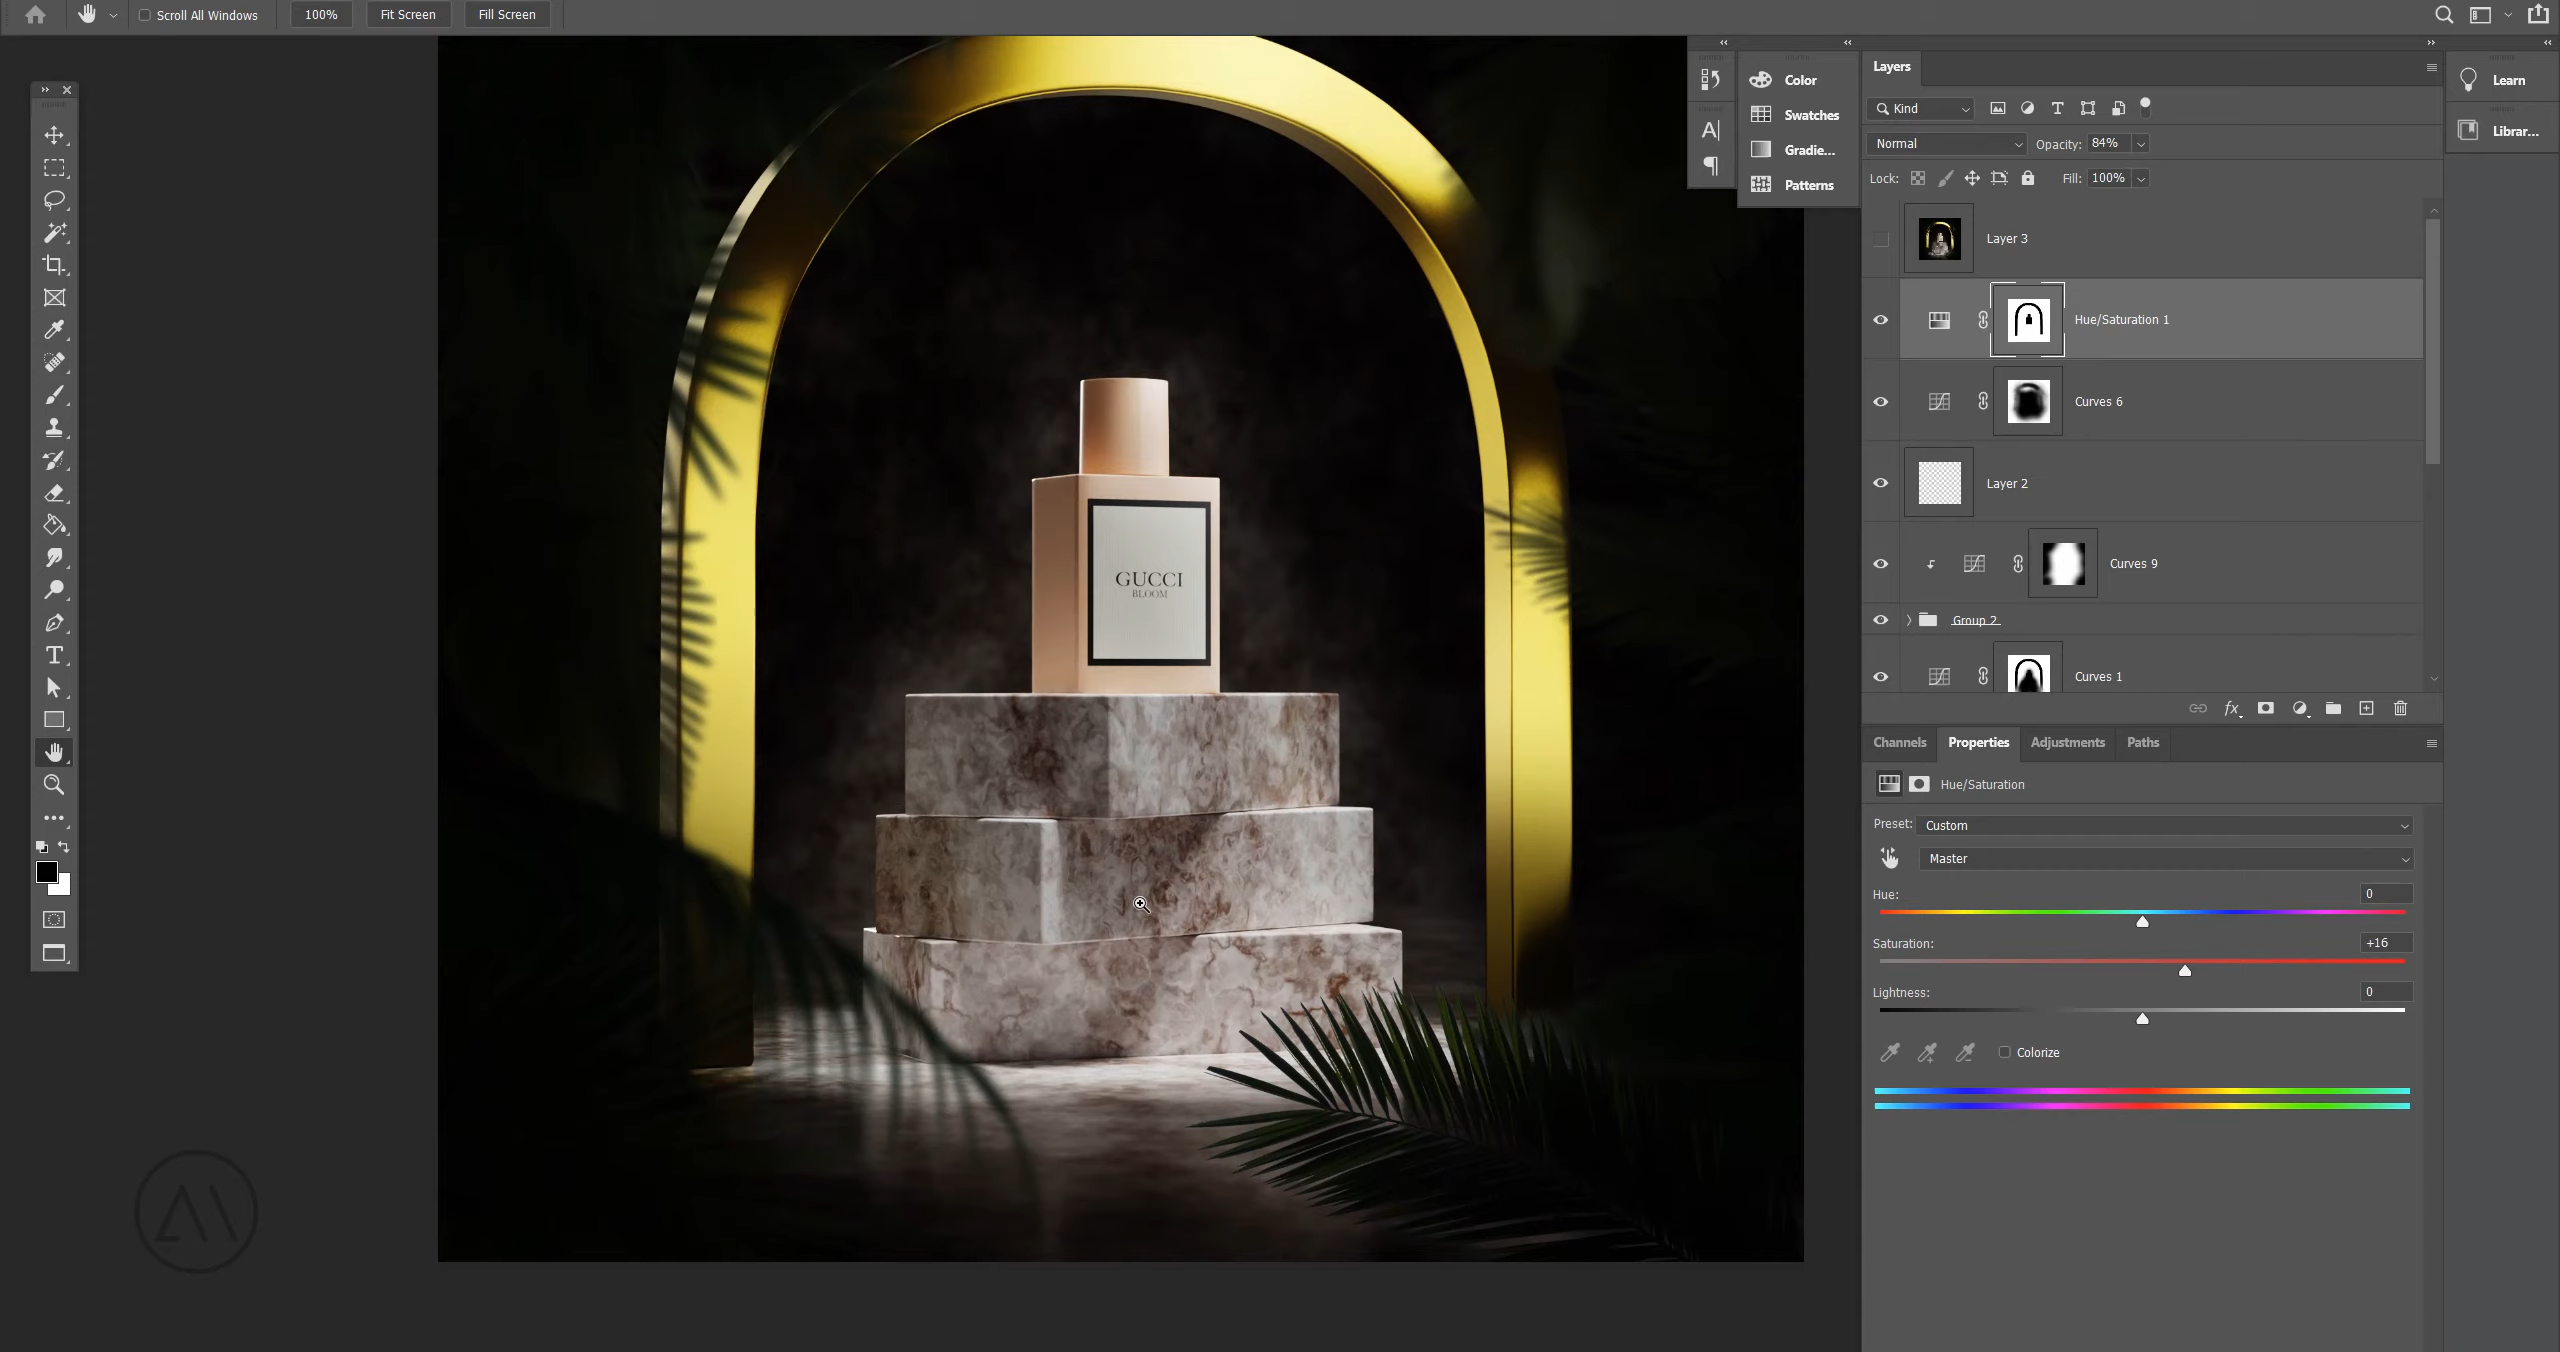 Scroll All Windows 100% Fit Screen Fill Screen
Color
Swatches
Gradie...
Patterns
Layers
Kind
Normal Opacity: 84%
Lock: Fill: 100%
Layer 3
Hue/Saturation 1
Curves 6
Layer 2
Curves 9
Group 2
Curves 1
fx
Channels Properties Adjustments Paths
Hue/Saturation
Preset: Custom
Master
Hue: 0
Saturation: +16
Lightness: 0
Colorize
Learn
Librar...
GUCCI
BLOOM